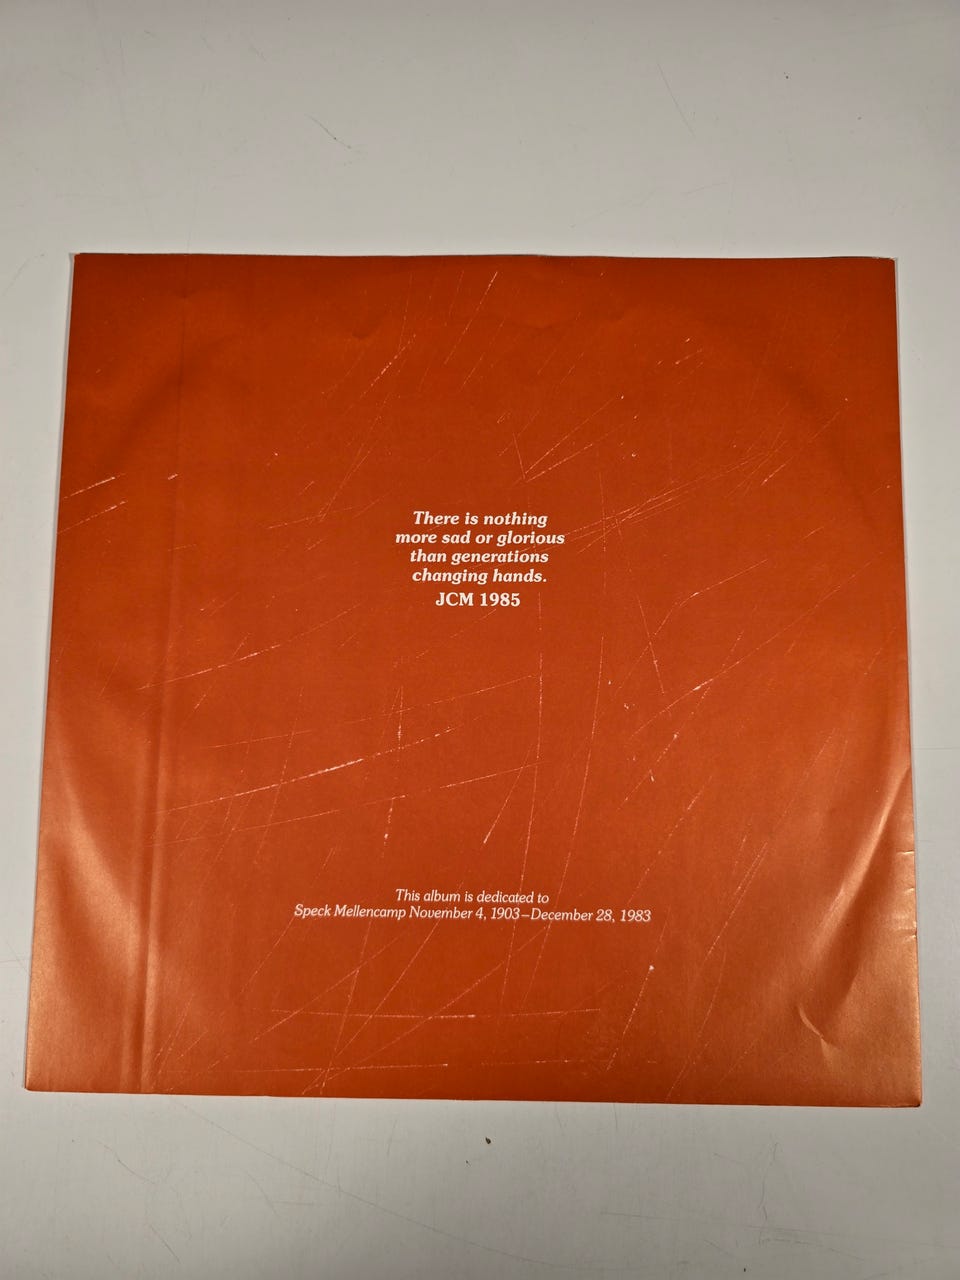 There is nothing
more sad or glorious
than generations
changing hands.
JCM 1985
This album is dedicated to
Speck Mellencamp November 4, 1903–December 28, 1983